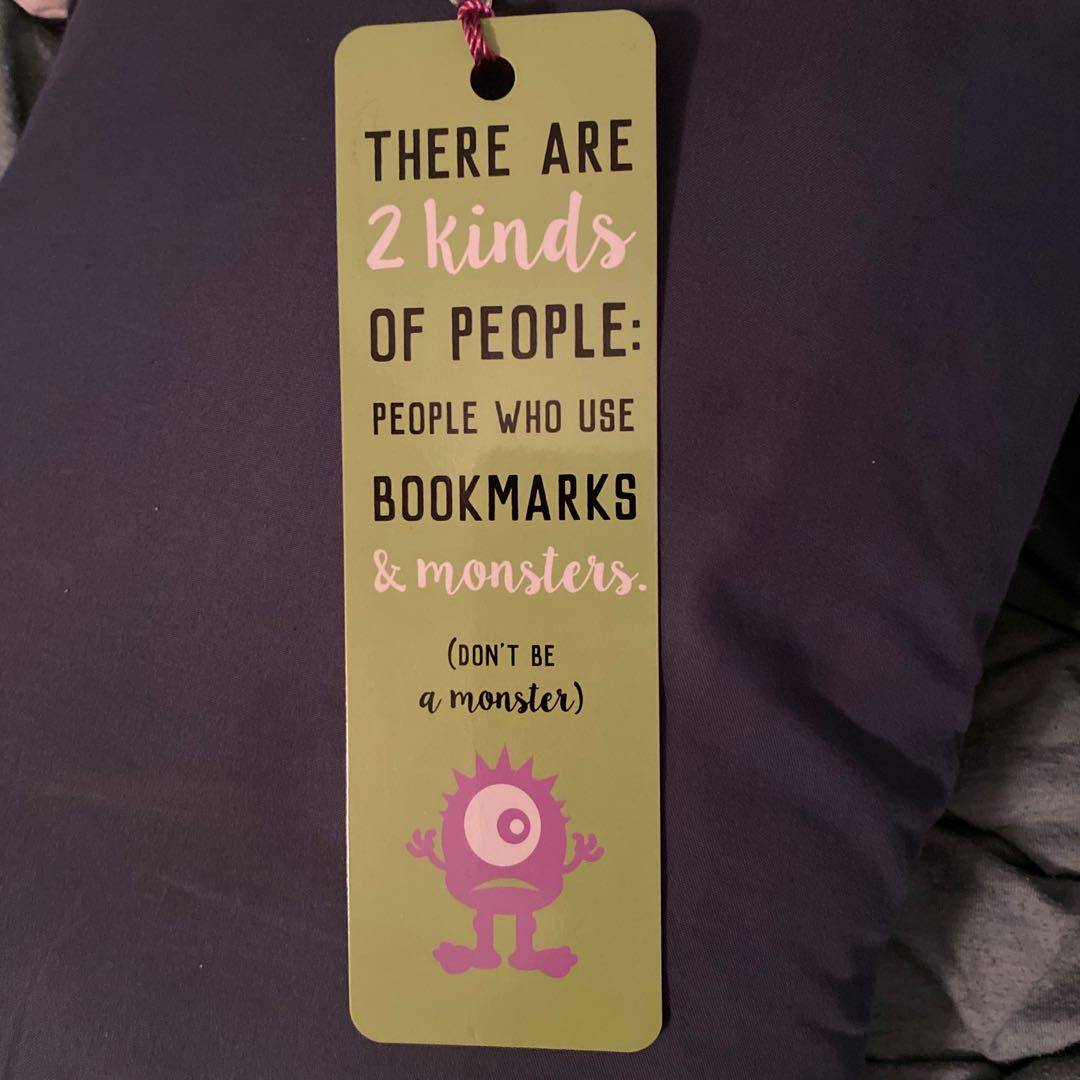 THERE ARE
2 kinds
OF PEOPLE:
PEOPLE WHO USE
BOOKMARKS
& monsters.
(DON'T BE
a monster)